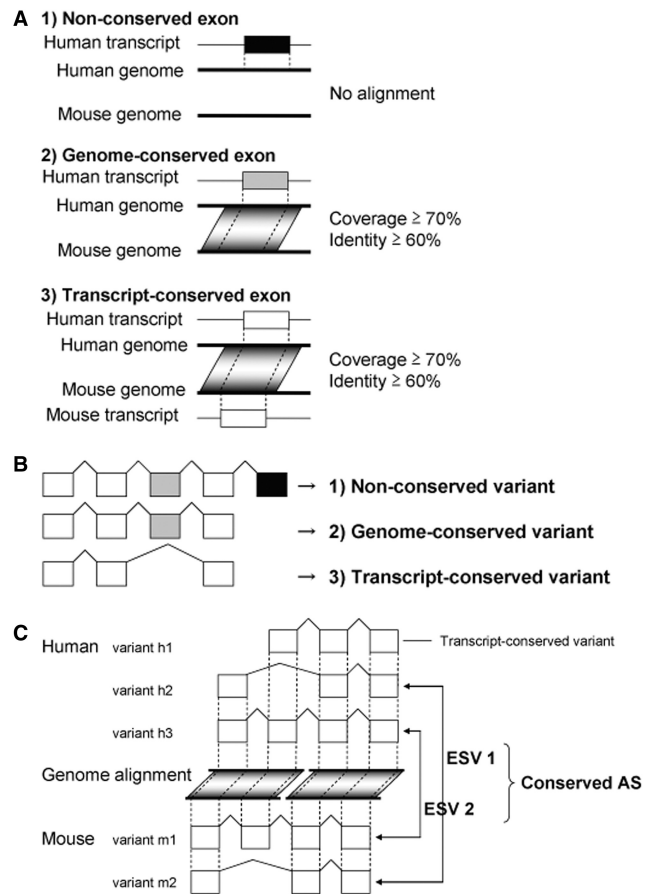 A
1) Non-conserved exon
Human transcript
Human genome
Mouse genome
No alignment
2) Genome-conserved exon
Human transcript
Human genome
Mouse genome
Coverage ≧ 70%
Identity ≧ 60%
3) Transcript-conserved exon
Human transcript
Human genome
Mouse genome
Mouse transcript
Coverage ≧ 70%
Identity ≧ 60%
B
→ 1) Non-conserved variant
→ 2) Genome-conserved variant
→ 3) Transcript-conserved variant
C
Human
variant h1
Transcript-conserved variant
variant h2
variant h3
Genome alignment
ESV 1
ESV 2
Conserved AS
Mouse
variant m1
variant m2